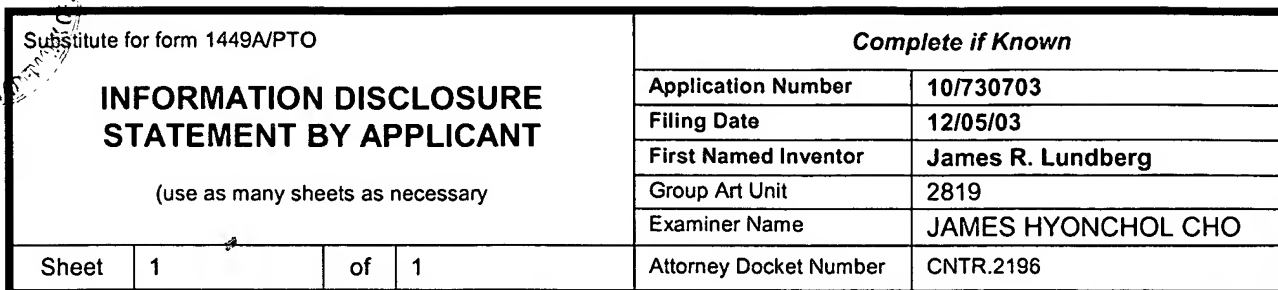 Substitute for form 1449A/PTO
INFORMATION DISCLOSURE
STATEMENT BY APPLICANT
(use as many sheets as necessary
Sheet 1 of 1
Complete if Known
Application Number 10/730703
Filing Date 12/05/03
First Named Inventor James R. Lundberg
Group Art Unit 2819
Examiner Name JAMES HYONCHOL CHO
Attorney Docket Number CNTR.2196